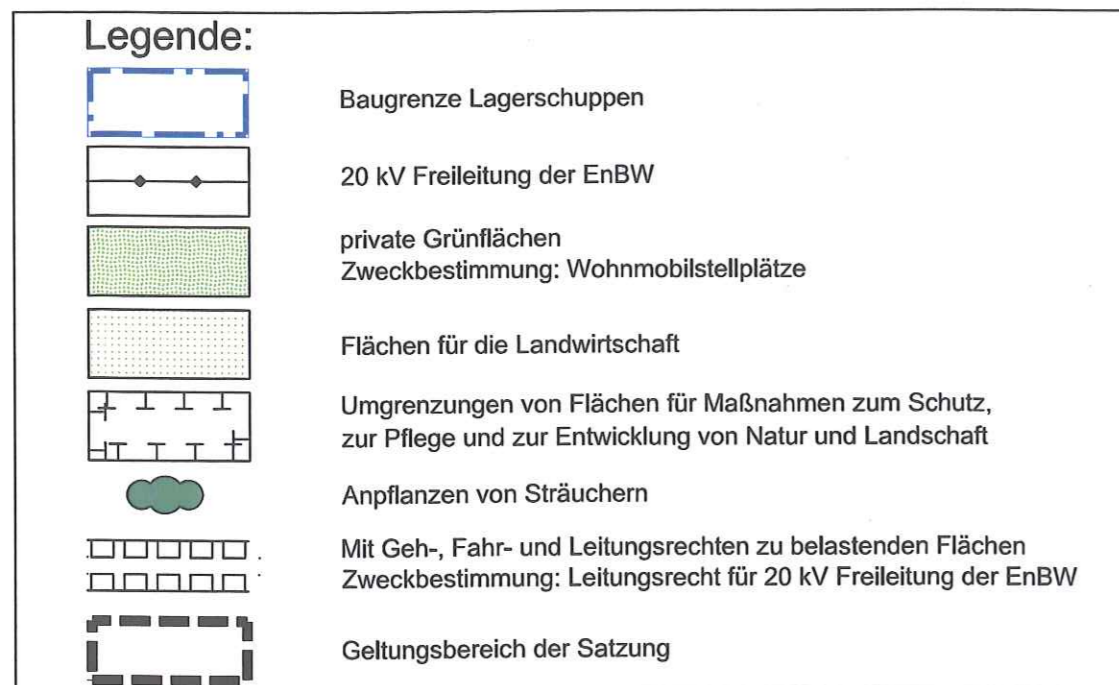 Legende:
Baugrenze Lagerschuppen
20 kV Freileitung der EnBW
private Grünflächen
Zweckbestimmung: Wohnmobilstellplätze
Flächen für die Landwirtschaft
Umgrenzungen von Flächen für Maßnahmen zum Schutz,
zur Pflege und zur Entwicklung von Natur und Landschaft
Anpflanzen von Sträuchern
Mit Geh-, Fahr- und Leitungsrechten zu belastenden Flächen
Zweckbestimmung: Leitungsrecht für 20 kV Freileitung der EnBW
Geltungsbereich der Satzung